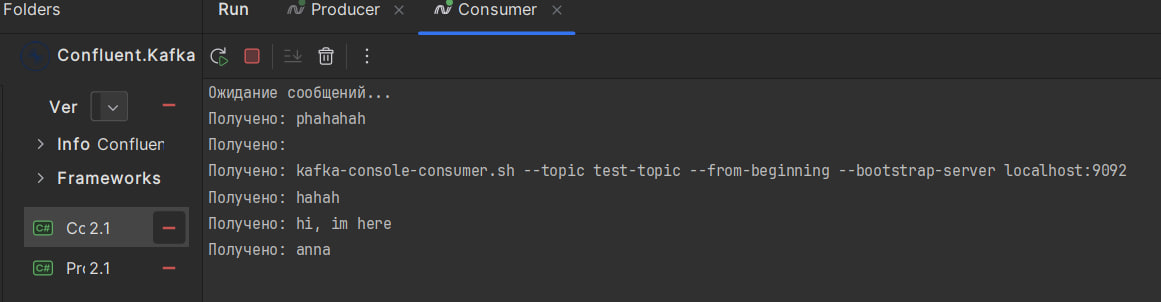 Folders
Run Producer Consumer
Confluent.Kafka
Ver
Info Confluer
Frameworks
C# Cc 2.1
C# Pr 2.1
Ожидание сообщений...
Получено: phahahah
Получено:
Получено: kafka-console-consumer.sh --topic test-topic --from-beginning --bootstrap-server localhost:9092
Получено: hahah
Получено: hi, im here
Получено: anna